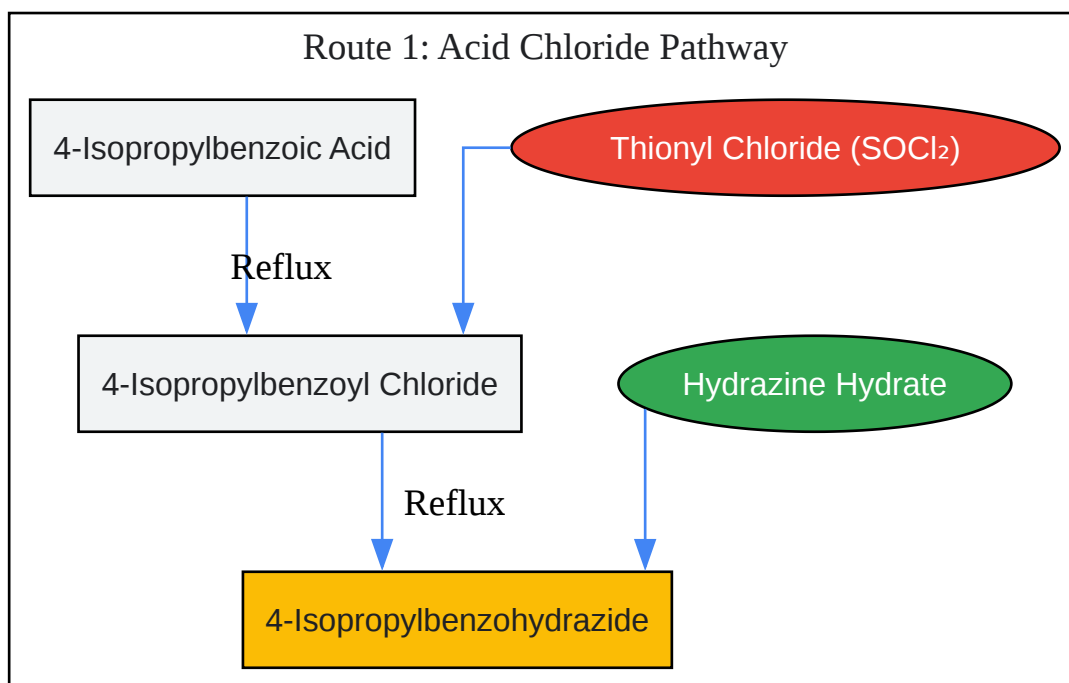 Route 1: Acid Chloride Pathway
4-Isopropylbenzoic Acid
Thionyl Chloride (SOCl₂)
Reflux
4-Isopropylbenzoyl Chloride
Hydrazine Hydrate
Reflux
4-Isopropylbenzohydrazide